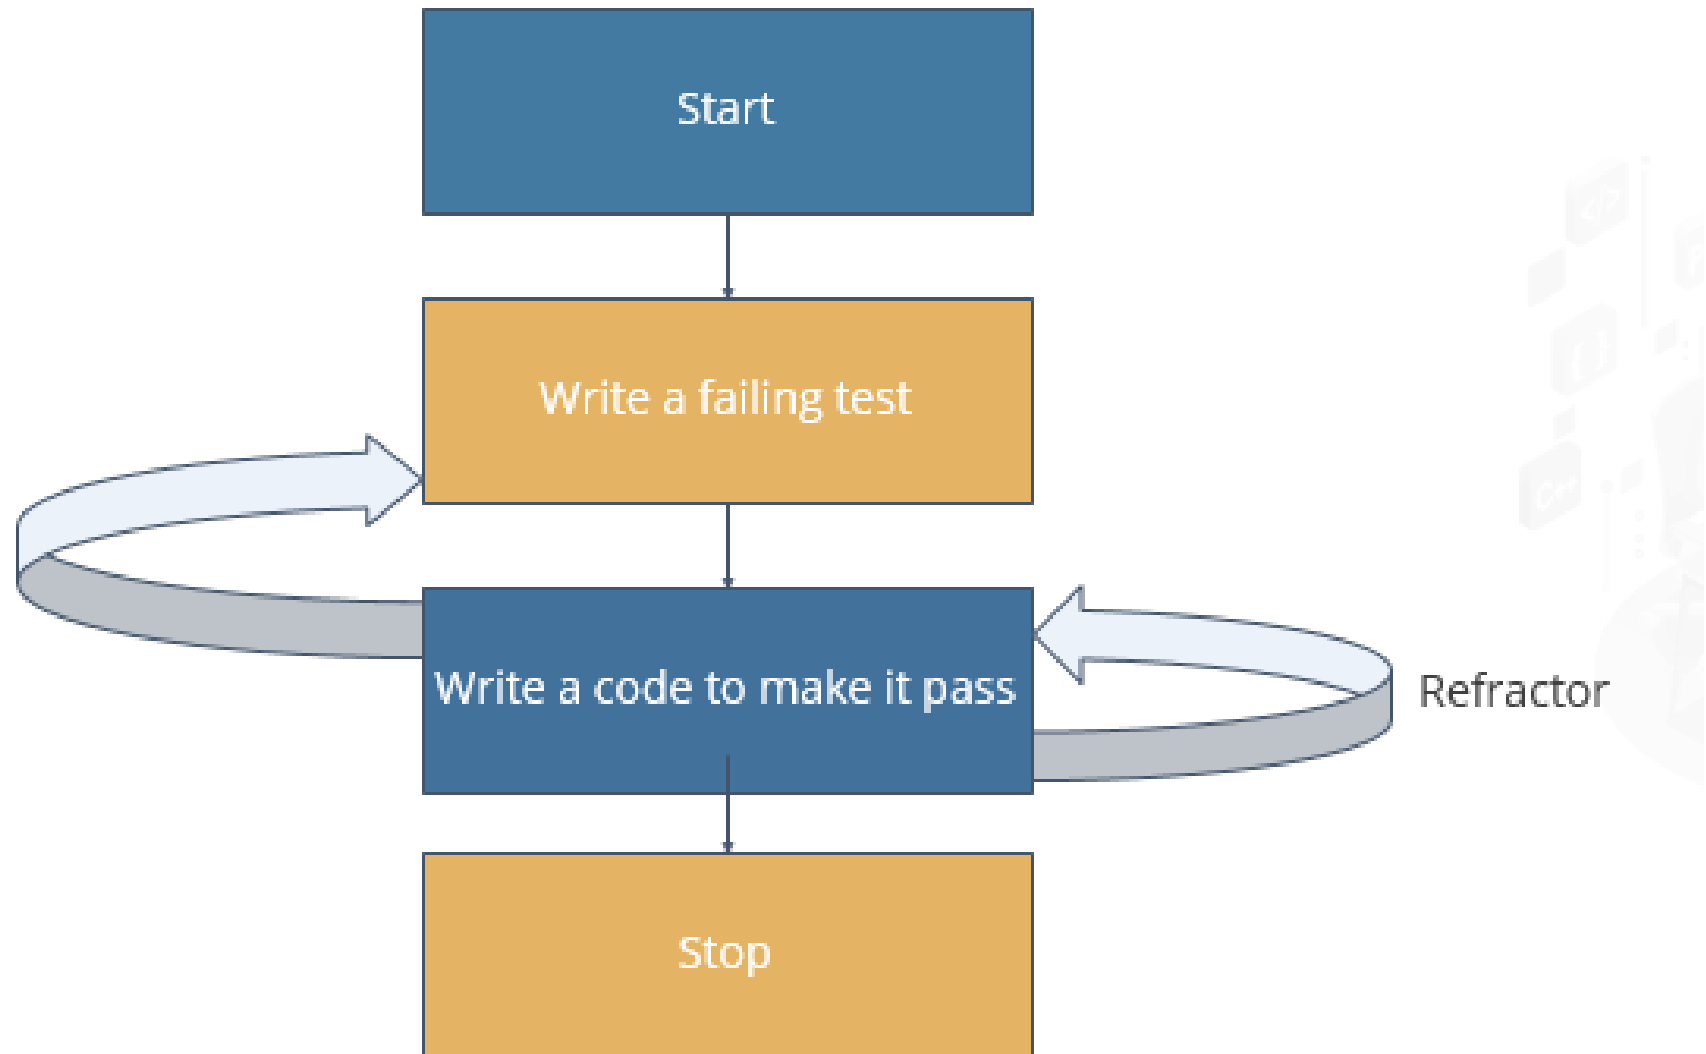 Start
Write a failing test
Write a code to make it pass
Refractor
Stop